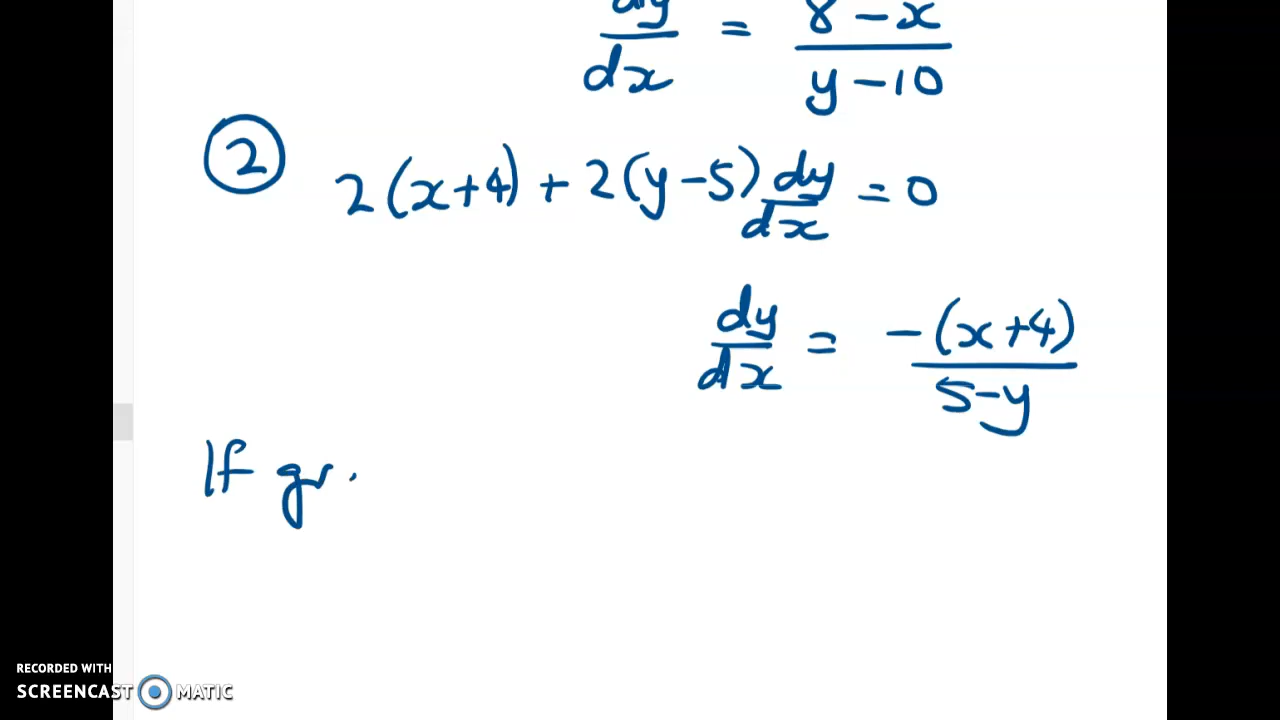 dy/dx = 8 - x / y - 10
② 2(x+4) + 2(y-5) dy/dx = 0
dy/dx = -(x+4) / 5-y
If gr
RECORDED WITH
SCREENCAST MATIC